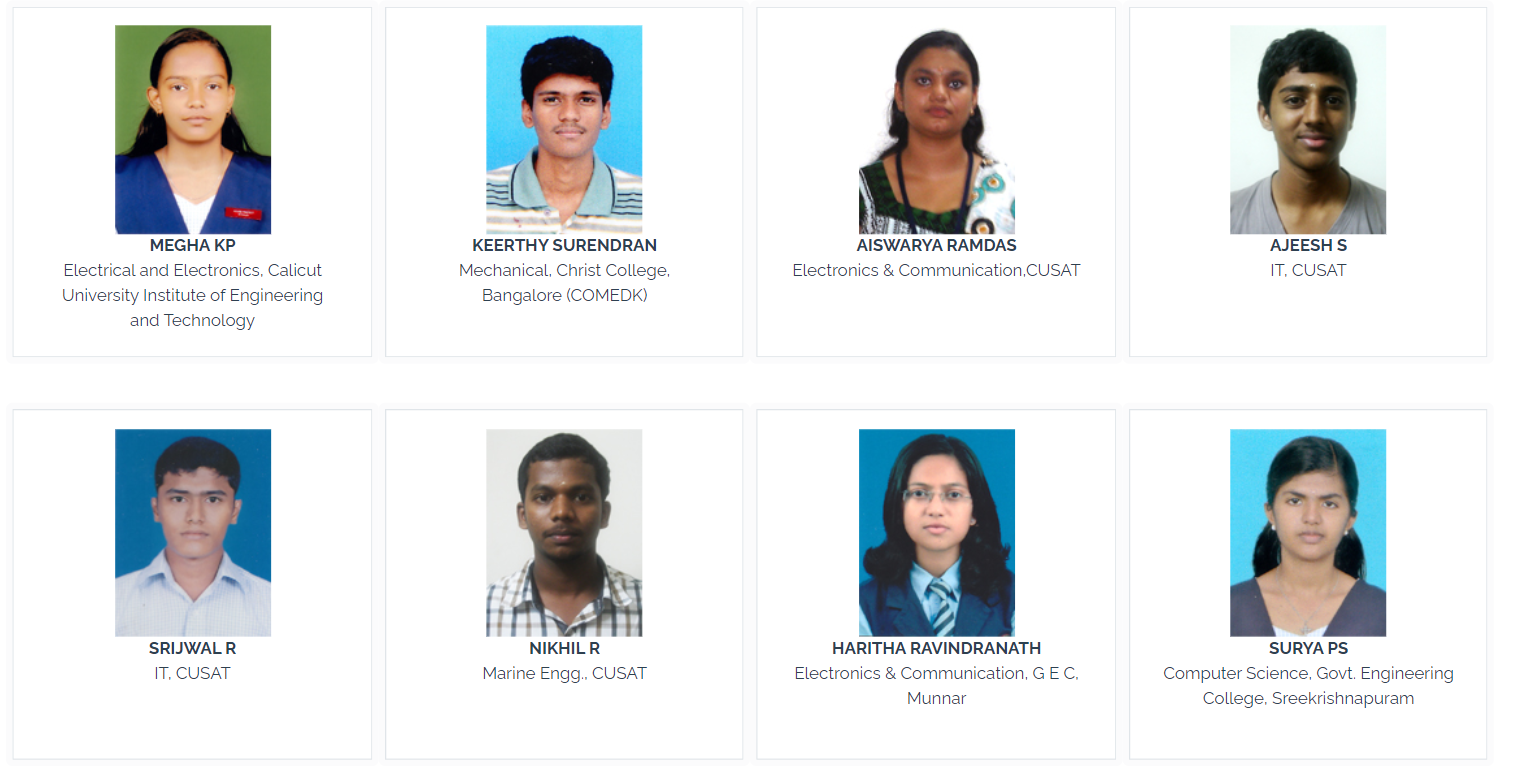 MEGHA KP
Electrical and Electronics, Calicut
University Institute of Engineering
and Technology
KEERTHY SURENDRAN
Mechanical, Christ College,
Bangalore (COMEDK)
AISWARYA RAMDAS
Electronics & Communication,CUSAT
AJEESH S
IT, CUSAT
SRIJWAL R
IT, CUSAT
NIKHIL R
Marine Engg., CUSAT
HARITHA RAVINDRANATH
Electronics & Communication, G E C,
Munnar
SURYA PS
Computer Science, Govt. Engineering
College, Sreekrishnapuram